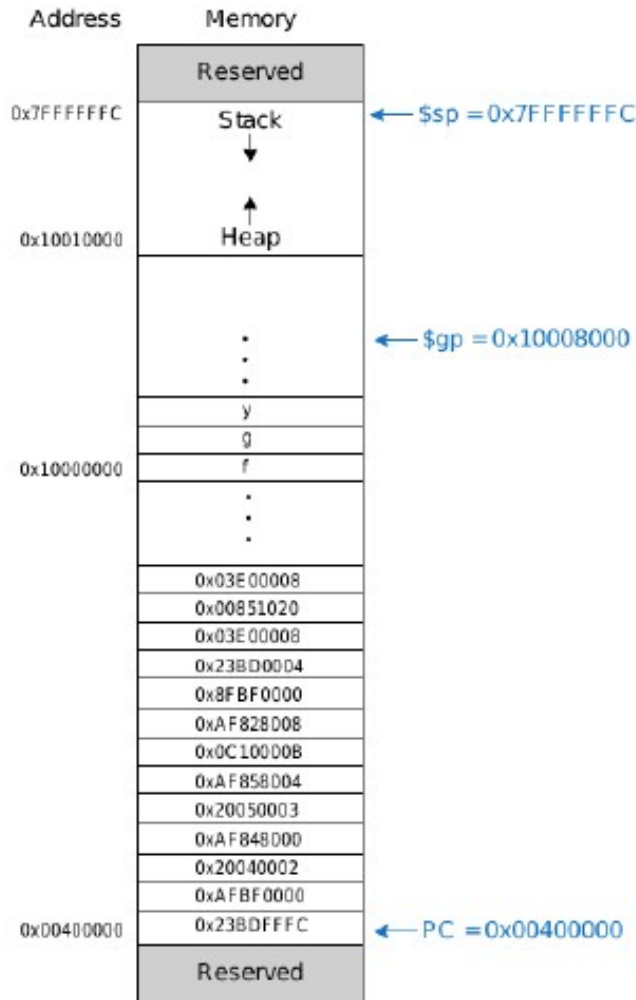 Address Memory
Reserved
0x7FFFFFFC Stack $sp = 0x7FFFFFFC
0x10010000 Heap
$gp = 0x10008000
y
g
0x10000000 f
0x03E00008
0x00851020
0x03E00008
0x23BD0004
0x8FBF0000
0xAF828008
0x0C10000B
0xAF858004
0x20050003
0xAF848000
0x20040002
0xAFBF0000
0x00400000 0x23BDFFFC PC = 0x00400000
Reserved